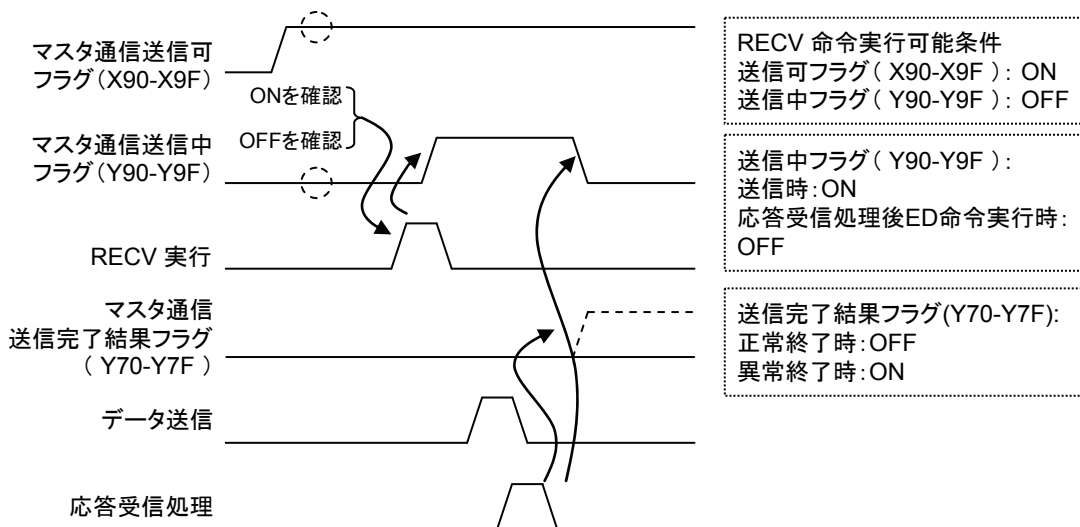 マスタ通信送信可
フラグ(X90-X9F)
ONを確認
OFFを確認
マスタ通信送信中
フラグ(Y90-Y9F)
RECV 実行
マスタ通信
送信完了結果フラグ
( Y70-Y7F )
データ送信
応答受信処理
RECV 命令実行可能条件
送信可フラグ( X90-X9F ): ON
送信中フラグ( Y90-Y9F ): OFF
送信中フラグ( Y90-Y9F ):
送信時:ON
応答受信処理後ED命令実行時:
OFF
送信完了結果フラグ(Y70-Y7F):
正常終了時:OFF
異常終了時:ON